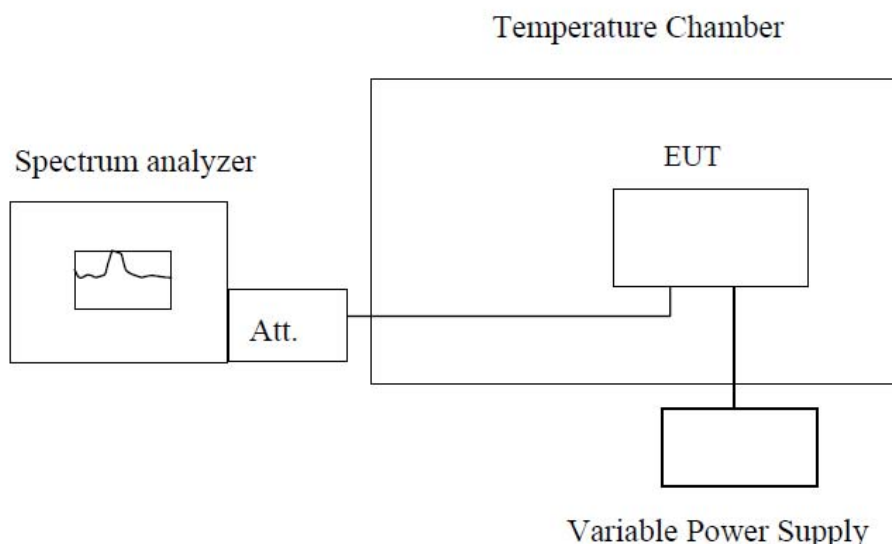 Temperature Chamber
Spectrum analyzer
EUT
Att.
Variable Power Supply